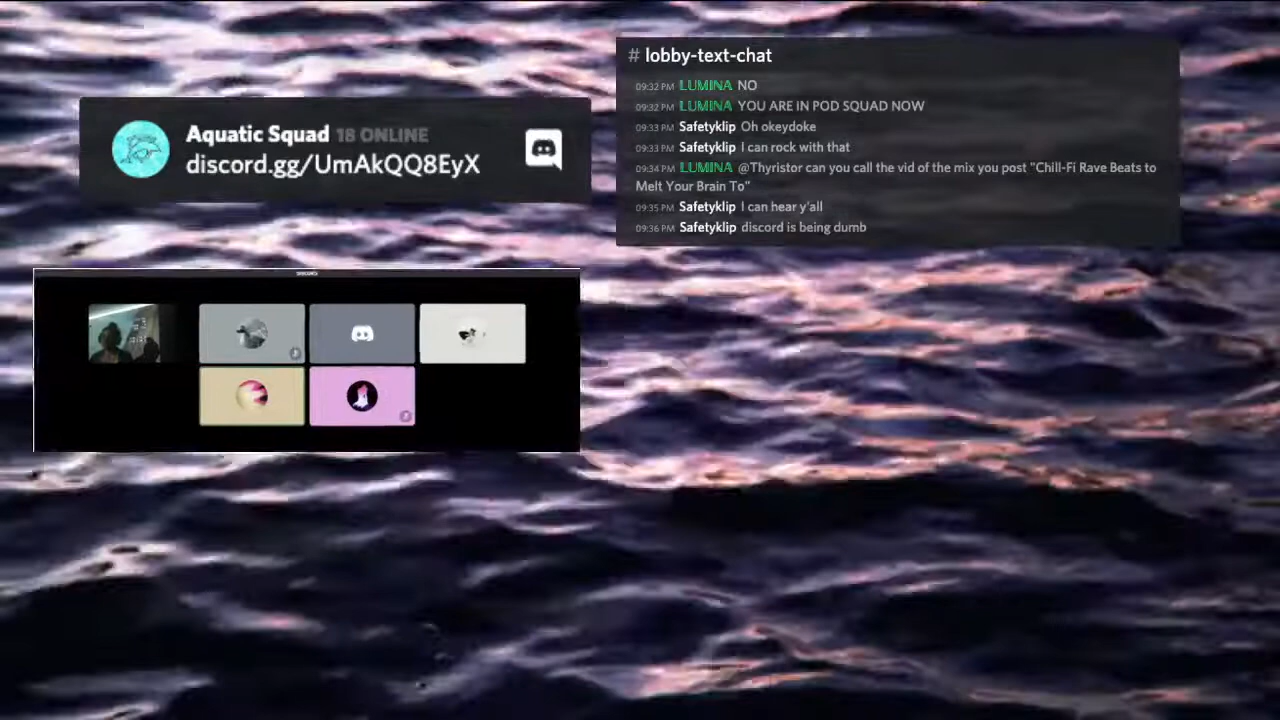 Aquatic Squad 18 ONLINE
discord.gg/UmAkQQ8EyX
# lobby-text-chat
09:32 PM LUMINA NO
09:32 PM LUMINA YOU ARE IN POD SQUAD NOW
09:33 PM Safetyklip Oh okeydoke
09:33 PM Safetyklip I can rock with that
09:34 PM LUMINA @Thyristor can you call the vid of the mix you post "Chill-Fi Rave Beats to
Melt Your Brain To"
09:35 PM Safetyklip I can hear y'all
09:36 PM Safetyklip discord is being dumb